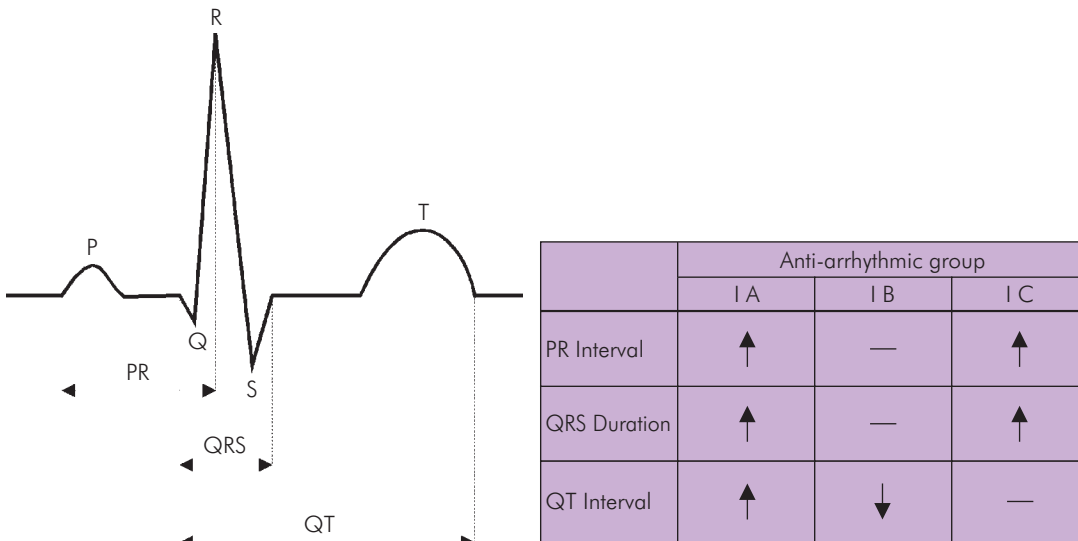 R
P
T
Q
S
PR
QRS
QT
Anti-arrhythmic group
I A
I B
I C
PR Interval
↑
—
↑
QRS Duration
↑
—
↑
QT Interval
↑
↓
—